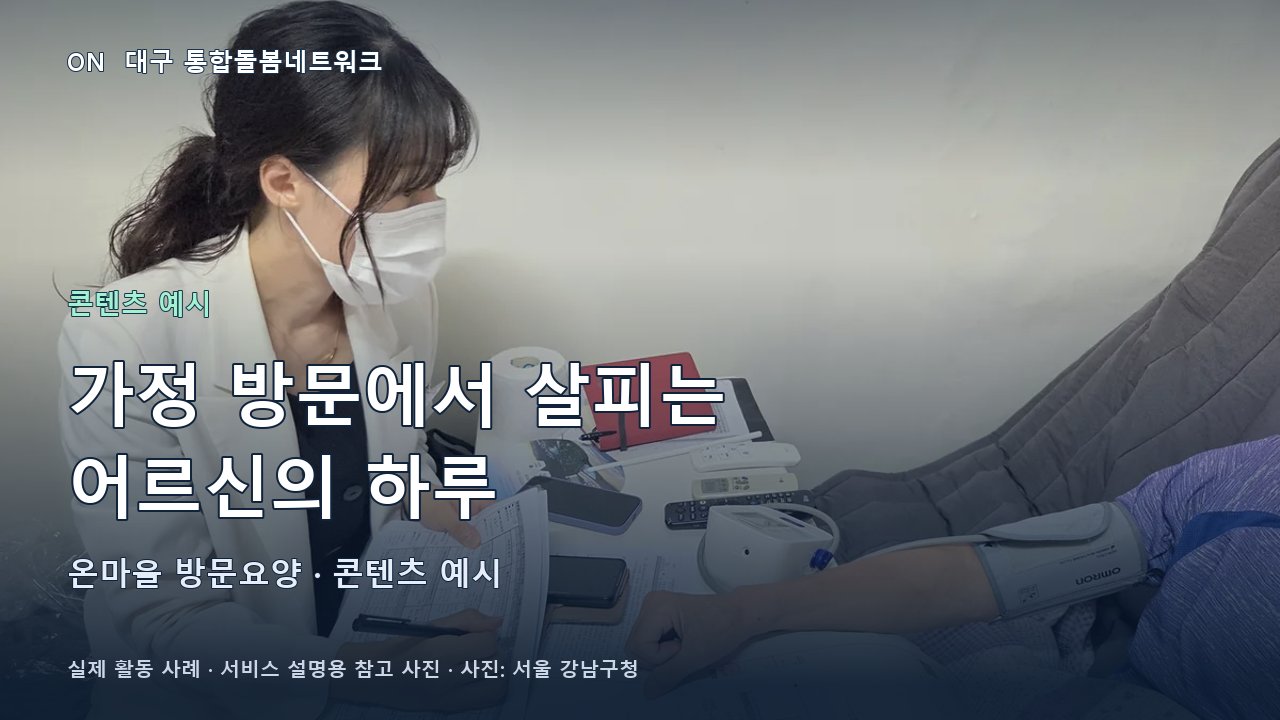 ON 대구 통합돌봄네트워크
콘텐츠 예시
가정 방문에서 살피는
어르신의 하루
온마을 방문요양 · 콘텐츠 예시
OMRON
실제 활동 사례 · 서비스 설명용 참고 사진 · 사진: 서울 강남구청